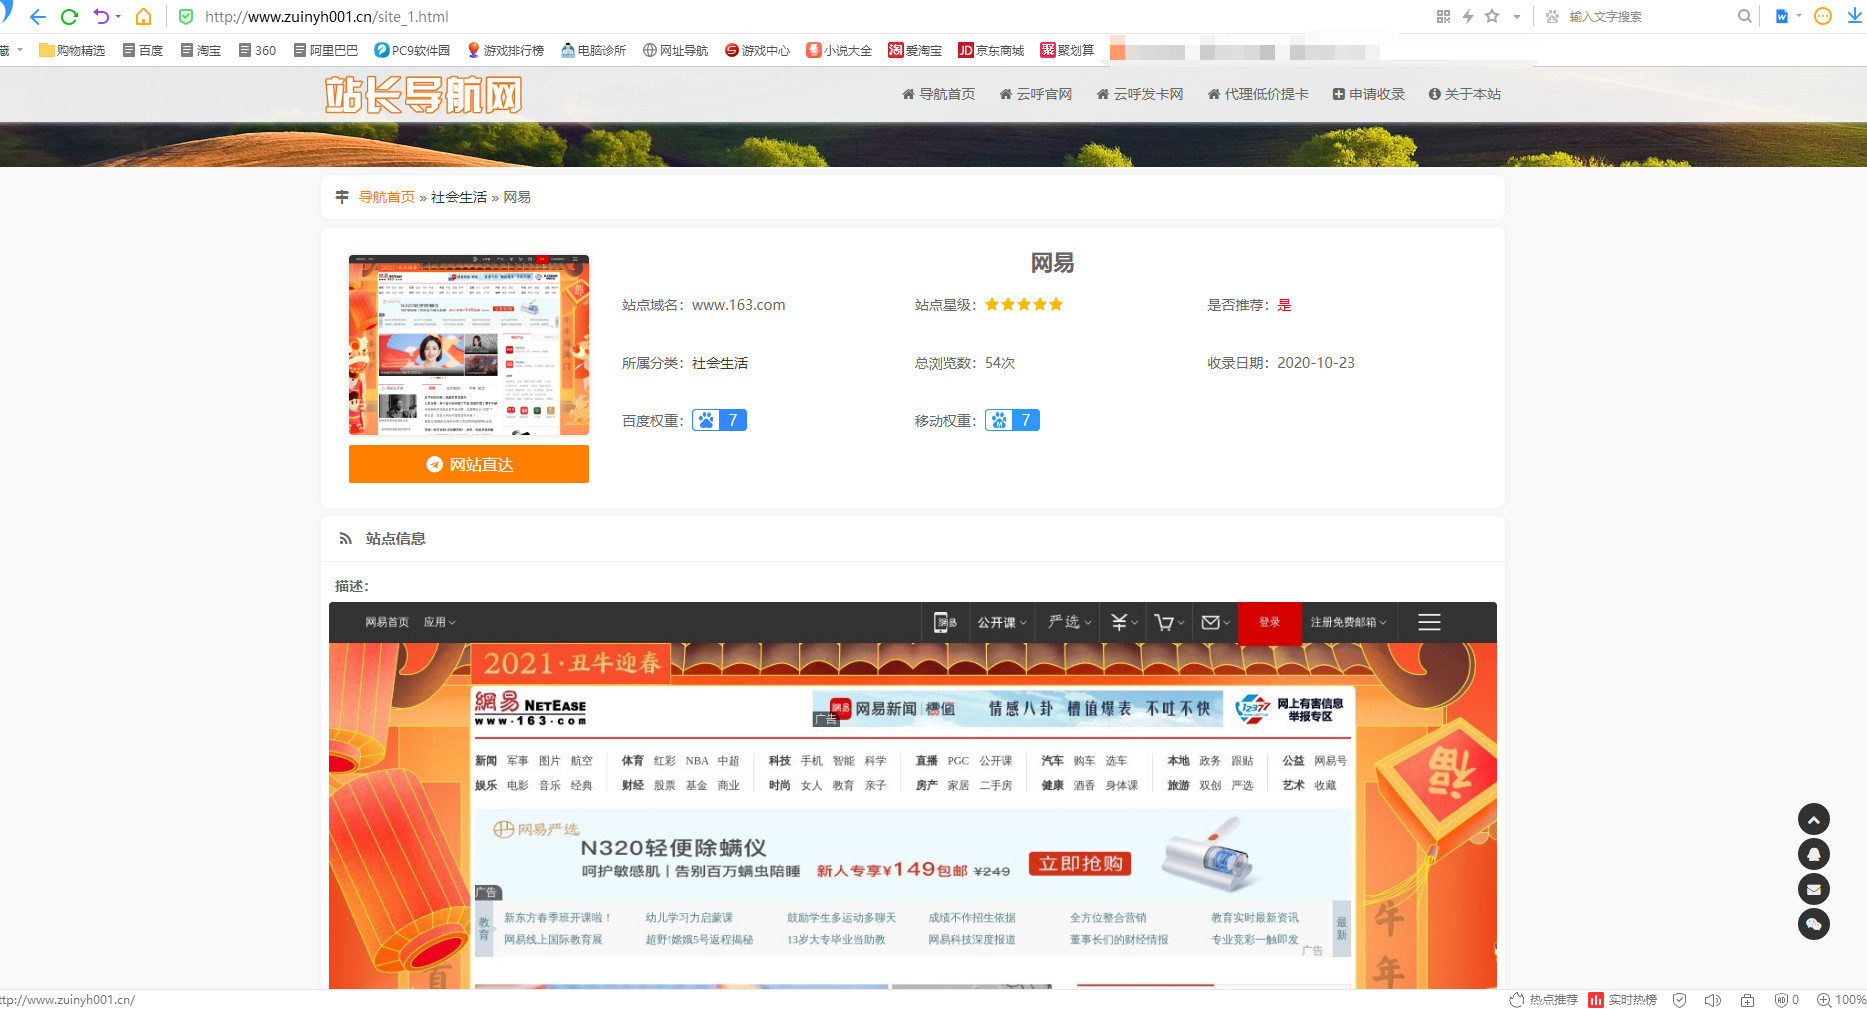 http://www.zuinyh001.cn/site_1.html
输入文字搜索
藏 购物精选 百度 淘宝 360 阿里巴巴 PC9软件园 游戏排行榜 电脑诊所 网址导航 游戏中心 小说大全 爱淘宝 京东商城 聚划算
站长导航网
导航首页 云呼官网 云呼发卡网 代理低价提卡 申请收录 关于本站
导航首页 » 社会生活 » 网易
网易
站点域名：www.163.com 站点星级： 是否推荐：是
所属分类：社会生活 总浏览数：54次 收录日期：2020-10-23
百度权重：7 移动权重：7
网站直达
站点信息
描述：
网易首页 应用 公开课 严选 登录 注册免费邮箱
2021·丑牛迎春
網易 NETEASE
www·163·com
广告 網易 网易新闻 槽值 情感八卦 槽值爆表 不吐不快
12377 网上有害信息
举报专区
新闻 军事 图片 航空 体育 红彩 NBA 中超 科技 手机 智能 科学 直播 PGC 公开课 汽车 购车 选车 本地 政务 跟贴 公益 网易号
娱乐 电影 音乐 经典 财经 股票 基金 商业 时尚 女人 教育 亲子 房产 家居 二手房 健康 酒香 身体课 旅游 双创 严选 艺术 收藏
网易严选
N320轻便除螨仪
呵护敏感肌 | 告别百万螨虫陪睡 新人专享¥149包邮 ¥249 立即抢购
广告
教育 新东方春季班开课啦！ 幼儿学习力启蒙课 鼓励学生多运动多聊天 成绩不作招生依据 全方位整合营销 教育实时最新资讯 最新
网易线上国际教育展 超野!嫦娥5号返程揭秘 13岁大专毕业当助教 网易科技深度报道 董事长们的财经情报 专业竞彩一触即发
广告
福
午
年
ttp://www.zuinyh001.cn/
热点推荐 实时热榜 0 100%